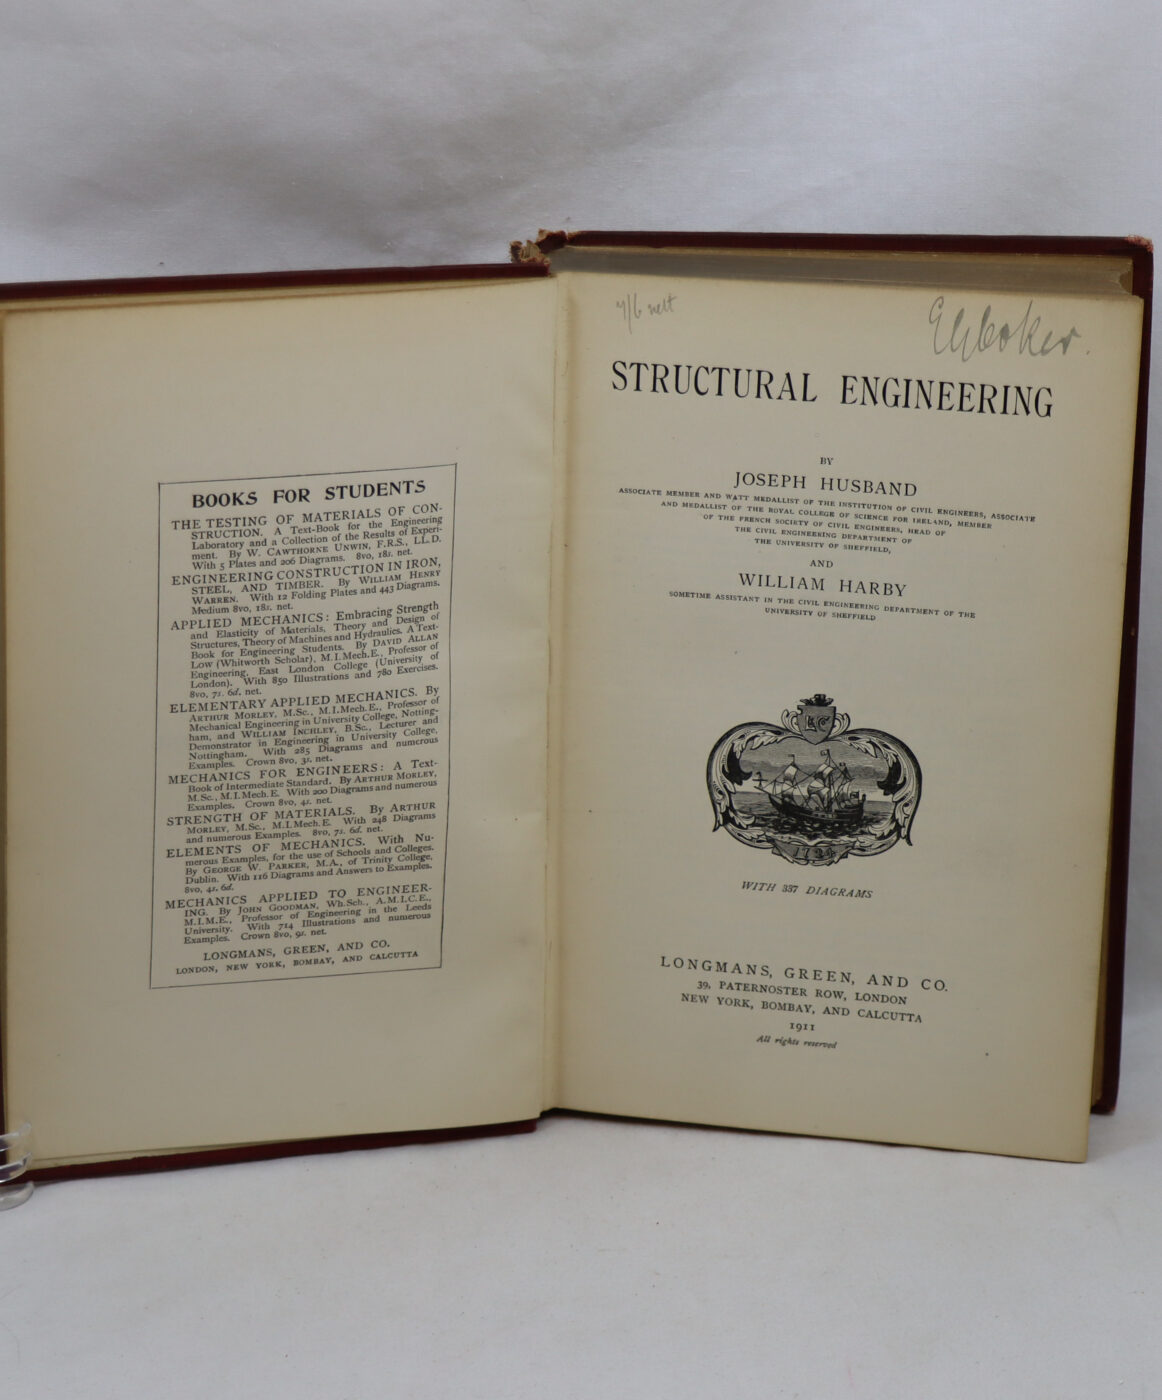 BOOKS FOR STUDENTS
THE TESTING OF MATERIALS OF CON-
STRUCTION. A Text-Book for the Engineering
Laboratory and a Collection of the Results of Experi-
ment. By W. CAWTHORNE UNWIN, F.R.S., LL.D.
With 5 Plates and 206 Diagrams. 8vo, 18s. net.
ENGINEERING CONSTRUCTION IN IRON,
STEEL, AND TIMBER. By WILLIAM HENRY
WARREN. With 12 Folding Plates and 443 Diagrams.
Medium 8vo, 18s. net.
APPLIED MECHANICS: Embracing Strength
and Elasticity of Materials, Theory and Design of
Structures, Theory of Machines and Hydraulics. A Text-
Book for Engineering Students. By DAVID ALLAN
LOW (Whitworth Scholar), M.I.Mech.E., Professor of
Engineering, East London College (University of
London). With 850 Illustrations and 780 Exercises.
8vo, 7s. 6d. net.
ELEMENTARY APPLIED MECHANICS. By
ARTHUR MORLEY, M.Sc., M.I.Mech.E., Professor of
Mechanical Engineering in University College, Notting-
ham, and WILLIAM INCHLEY, B.Sc., Lecturer and
Demonstrator in Engineering in University College,
Nottingham. With 285 Diagrams and numerous
Examples. Crown 8vo, 3s. net.
MECHANICS FOR ENGINEERS: A Text-
Book of Intermediate Standard. By ARTHUR MORLEY,
M.Sc., M.I.Mech.E. With 200 Diagrams and numerous
Examples. Crown 8vo, 4s. net.
STRENGTH OF MATERIALS. By ARTHUR
MORLEY, M.Sc., M.I.Mech.E. With 248 Diagrams
and numerous Examples. 8vo, 7s. 6d. net.
ELEMENTS OF MECHANICS. With Nu-
merous Examples, for the use of Schools and Colleges.
By GEORGE W. PARKER, M.A., of Trinity College,
Dublin. With 116 Diagrams and Answers to Examples.
8vo, 4s. 6d.
MECHANICS APPLIED TO ENGINEER-
ING. By JOHN GOODMAN, Wh.Sch., A.M.I.C.E.,
M.I.M.E., Professor of Engineering in the Leeds
University. With 714 Illustrations and numerous
Examples. Crown 8vo, 9s. net.
LONGMANS, GREEN, AND CO.
LONDON, NEW YORK, BOMBAY, AND CALCUTTA
7/6 nett
STRUCTURAL ENGINEERING
BY
JOSEPH HUSBAND
ASSOCIATE MEMBER AND WATT MEDALLIST OF THE INSTITUTION OF CIVIL ENGINEERS, ASSOCIATE
AND MEDALLIST OF THE ROYAL COLLEGE OF SCIENCE FOR IRELAND, MEMBER
OF THE FRENCH SOCIETY OF CIVIL ENGINEERS, HEAD OF
THE CIVIL ENGINEERING DEPARTMENT OF
THE UNIVERSITY OF SHEFFIELD,
AND
WILLIAM HARBY
SOMETIME ASSISTANT IN THE CIVIL ENGINEERING DEPARTMENT OF THE
UNIVERSITY OF SHEFFIELD
1724
WITH 337 DIAGRAMS
LONGMANS, GREEN, AND CO.
39, PATERNOSTER ROW, LONDON
NEW YORK, BOMBAY, AND CALCUTTA
1911
All rights reserved